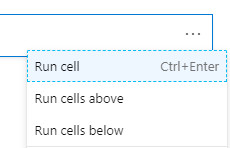 ...
Run cell Ctrl+Enter
Run cells above
Run cells below